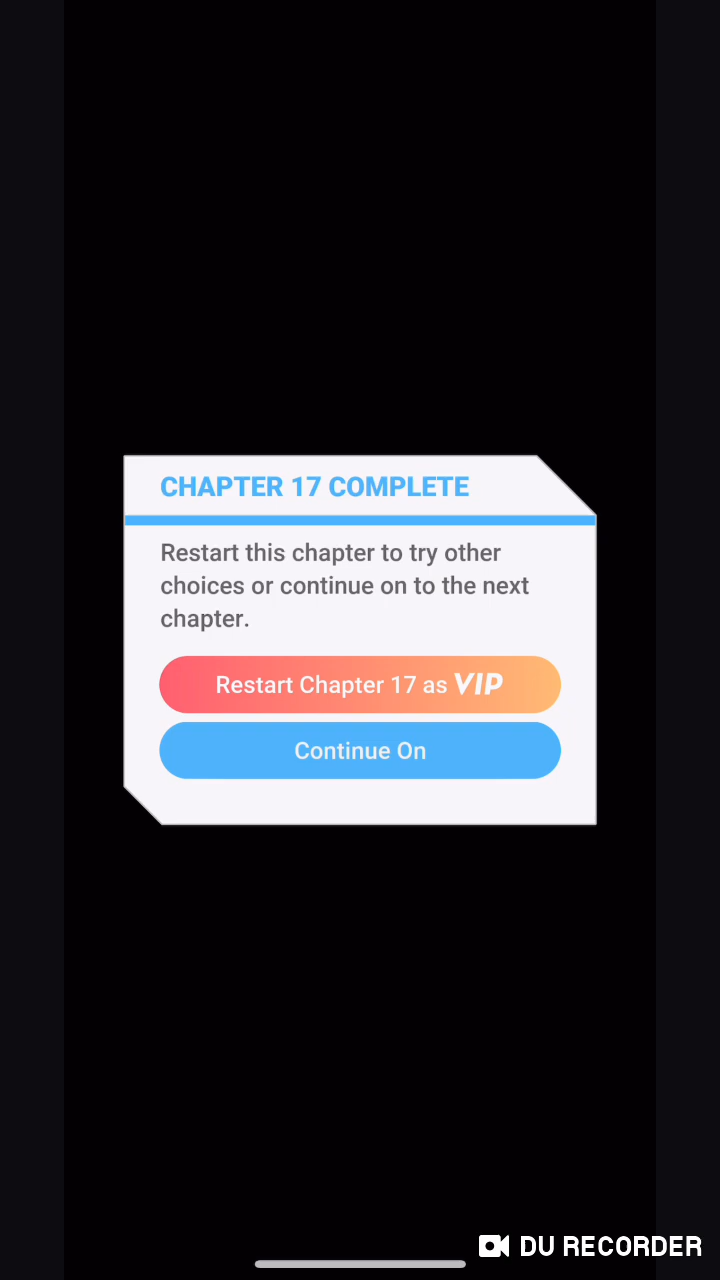 CHAPTER 17 COMPLETE
Restart this chapter to try other
choices or continue on to the next
chapter.
Restart Chapter 17 as VIP
Continue On
DU RECORDER